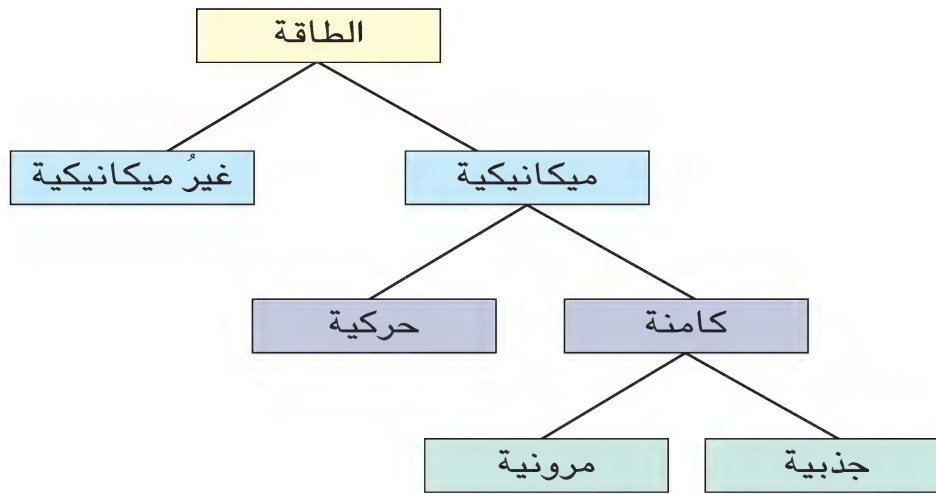 الطاقة
ميكانيكية
غيرُ ميكانيكية
كامنة
حركية
جذبية
مرونية